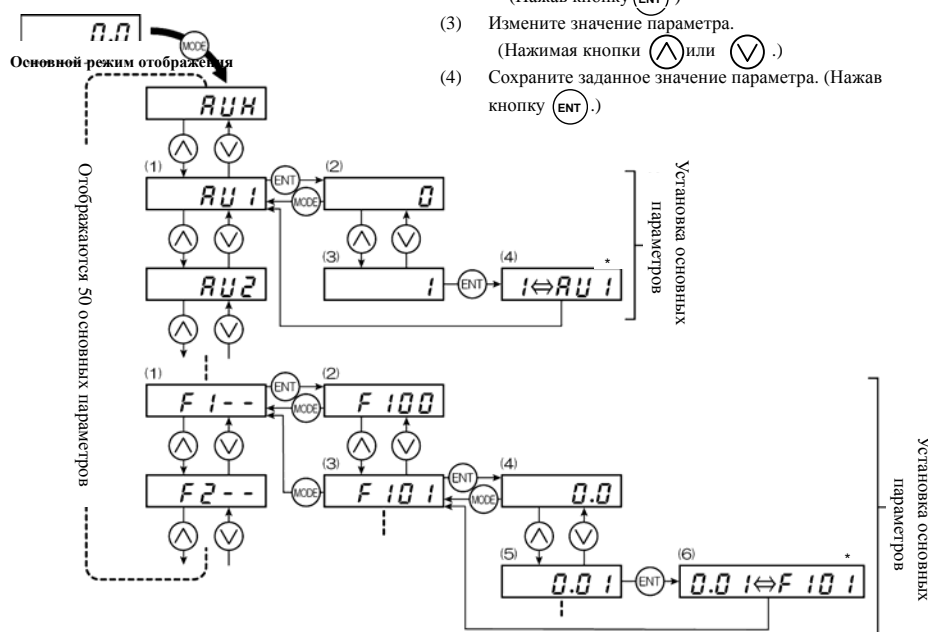 (Нажав кнопку ENT .)
(3) Измените значение параметра.
(Нажимая кнопки или .)
(4) Сохраните заданное значение параметра. (Нажав
кнопку ENT .)
0.0
MODE
Основной режим отображения
AUH
(1) (2)
AU1 ENT MODE 0
(3) (4) *
AU2 1 ENT 1⇔AU1
Установка основных
параметров
Отображаются 50 основных параметров
(1) (2)
F1-- ENT MODE F100
(3) (4)
F2-- MODE F101 ENT MODE 0.0
(5) (6) *
0.01 ENT 0.01⇔F101
Установка основных
параметров